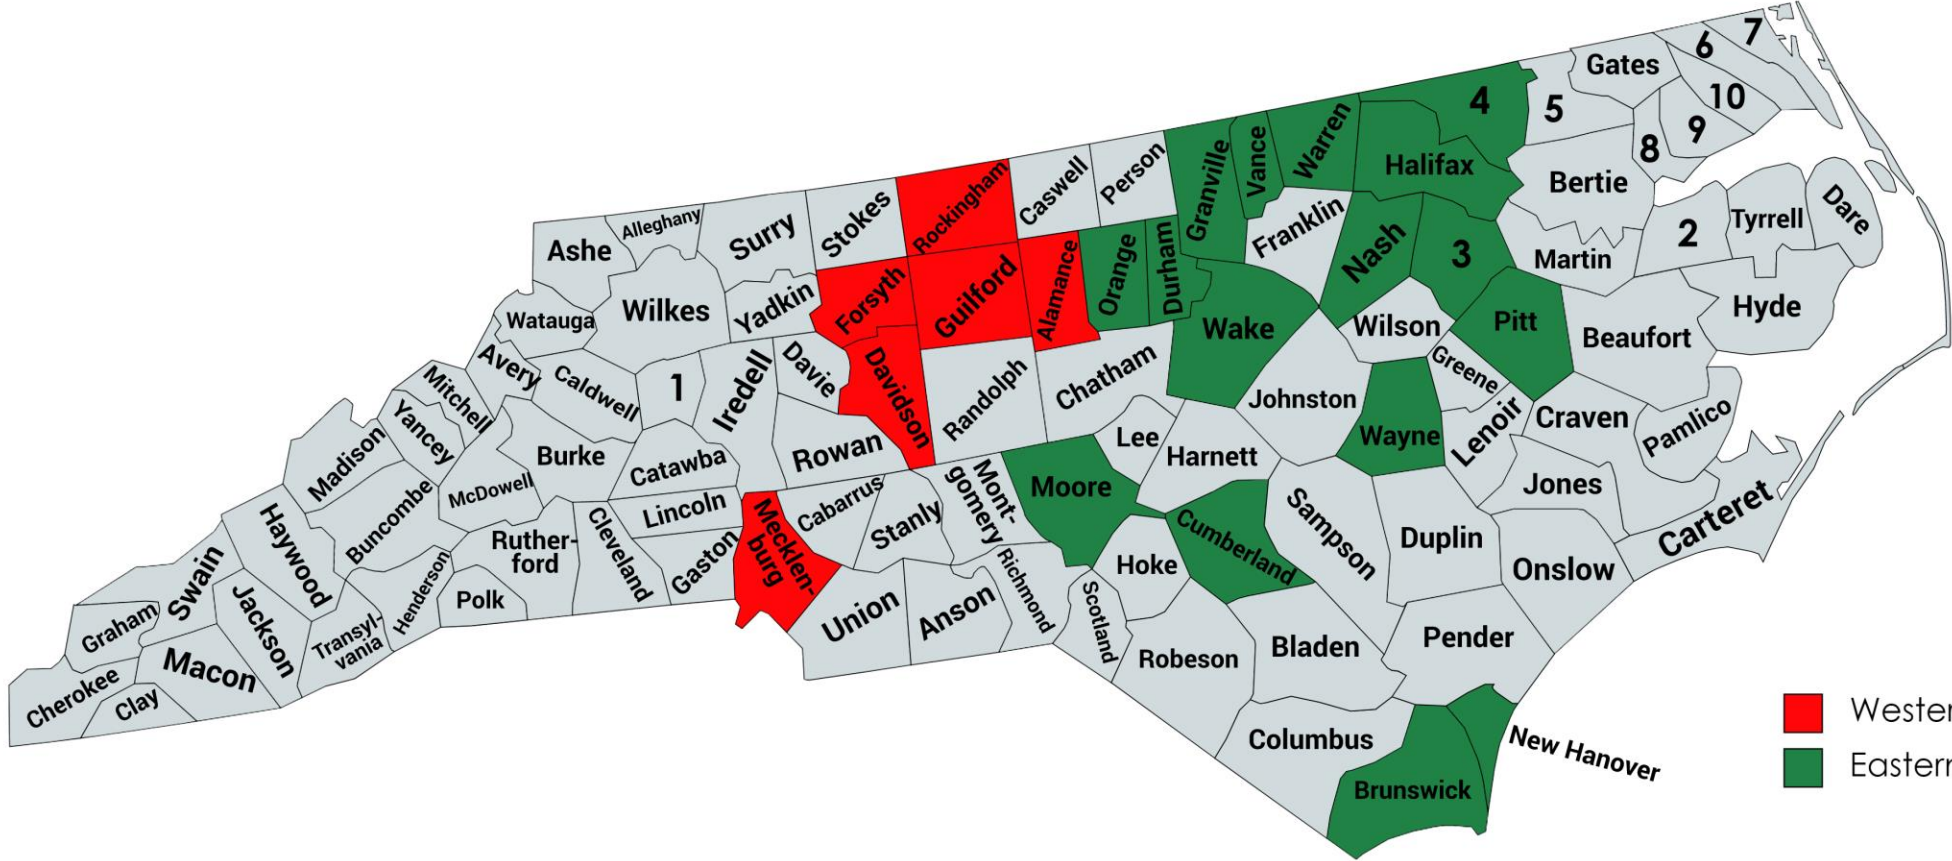 7
6
Gates
10
4
5
9
8
Warren
Vance
Halifax
Bertie
Person
Granville
Caswell
Rockingham
Dare
Tyrrell
2
Alleghany
Surry
Stokes
Franklin
Ashe
Nash
3
Martin
Orange
Durham
Alamance
Guilford
Forsyth
Yadkin
Wilkes
Watauga
Wake
Wilson
Pitt
Hyde
Beaufort
Greene
Avery
Caldwell
1
Iredell
Davie
Davidson
Randolph
Chatham
Johnston
Mitchell
Yancey
Madison
Burke
Catawba
Rowan
Lee
Harnett
Wayne
Lenoir
Craven
Pamlico
McDowell
Lincoln
Cabarrus
Stanly
Mont-
gomery
Moore
Jones
Carteret
Haywood
Buncombe
Ruther-
ford
Cleveland
Gaston
Mecklen-
burg
Cumberland
Sampson
Duplin
Onslow
Swain
Jackson
Henderson
Polk
Union
Anson
Richmond
Hoke
Scotland
Graham
Transyl-
vania
Macon
Cherokee
Clay
Robeson
Bladen
Pender
Columbus
New Hanover
Brunswick
Wester
Eastern